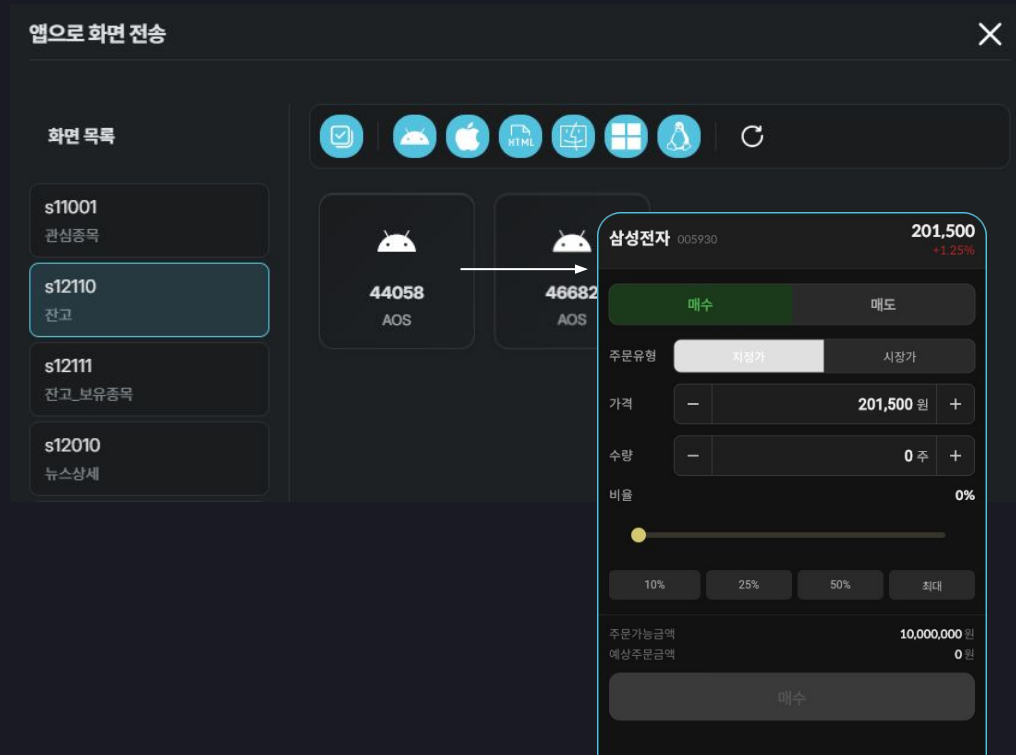 앱으로 화면 전송
화면 목록
HTML
s11001
관심종목
s12110
잔고
s12111
잔고_보유종목
s12010
뉴스상세
44058
AOS
46682
AOS
삼성전자 005930
201,500
+1.25%
매수 매도
주문유형 지정가 시장가
가격 − 201,500 원 +
수량 − 0 주 +
비율 0%
10% 25% 50% 최대
주문가능금액 10,000,000 원
예상주문금액 0 원
매수